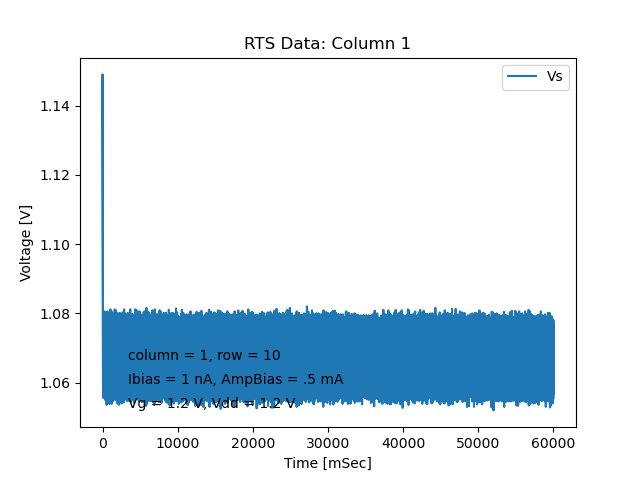 RTS Data: Column 1
Vs
1.14
1.12
1.10
1.08
1.06
Voltage [V]
column = 1, row = 10
Ibias = 1 nA, AmpBias = .5 mA
Vg = 1.2 V, Vdd = 1.2 V
0 10000 20000 30000 40000 50000 60000
Time [mSec]